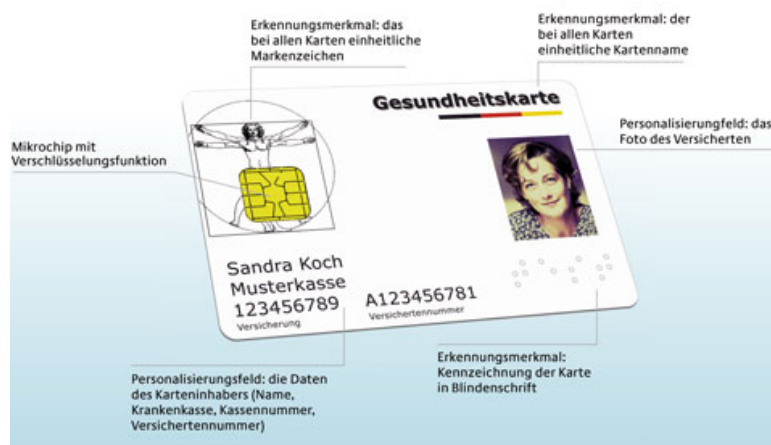 Erkennungsmerkmal: das
bei allen Karten einheitliche
Markenzeichen
Erkennungsmerkmal: der
bei allen Karten
einheitliche Kartenname
Gesundheitskarte
Personalisierungfeld: das
Foto des Versicherten
Mikrochip mit
Verschlüsselungsfunktion
Sandra Koch
Musterkasse
123456789
Versicherung
A123456781
Versichertennummer
Personalisierungsfeld: die Daten
des Karteninhabers (Name,
Krankenkasse, Kassennummer,
Versichertennummer)
Erkennungsmerkmal:
Kennzeichnung der Karte
in Blindenschrift